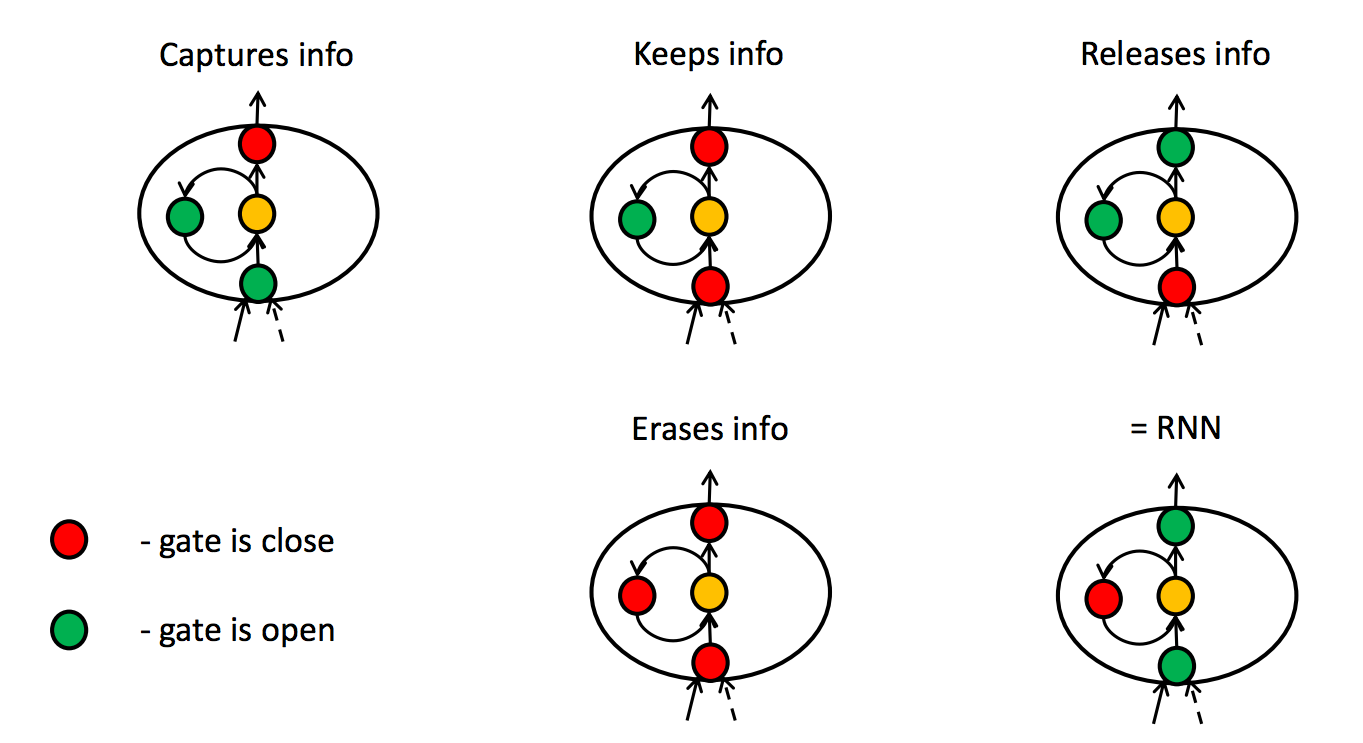 Captures info
Keeps info
Releases info
Erases info
= RNN
- gate is close
- gate is open